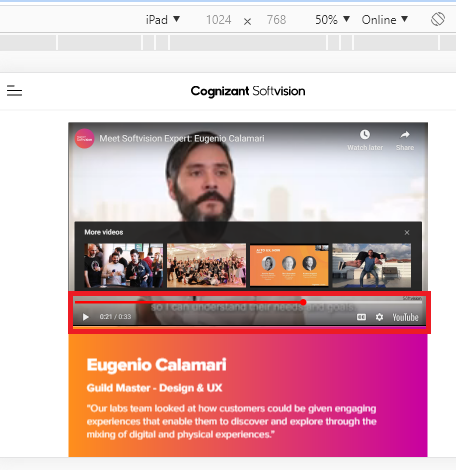 iPad ▼ 1024 × 768 50% ▼ Online ▼
Cognizant Softvision
MEET SOFTVISION
Meet Softvision Expert: Eugenio Calamari
Watch later
Share
More videos
so I can understand their needs and goals
0:21 / 0:33
CC
YouTube
Eugenio Calamari
Guild Master - Design & UX
"Our labs team looked at how customers could be given engaging
experiences that enable them to discover and explore through the
mixing of digital and physical experiences."